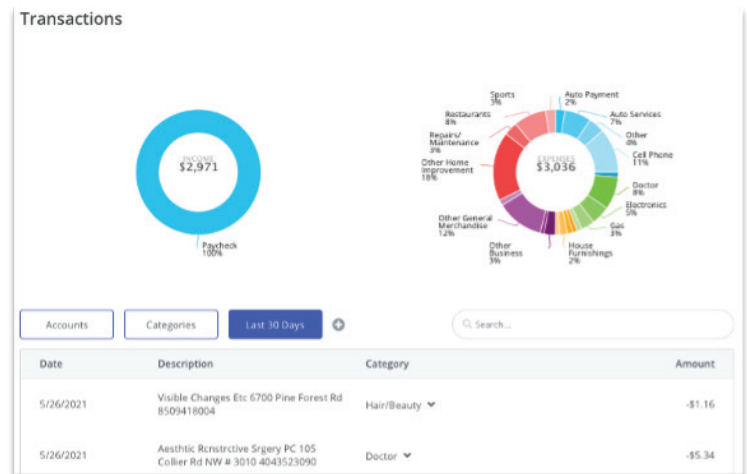 Transactions
INCOME
$2,971
Paycheck
100%
EXPENSES
$3,036
Sports
3%
Auto Payment
2%
Restaurants
8%
Auto Services
7%
Repairs/
Maintenance
3%
Other
4%
Cell Phone
11%
Other Home
Improvement
18%
Doctor
8%
Electronics
5%
Other General
Merchandise
12%
Gas
3%
Other
Business
3%
House
Furnishings
2%
Accounts
Categories
Last 30 Days
Search...
Date Description Category Amount
5/26/2021
Visible Changes Etc 6700 Pine Forest Rd
8509418004
Hair/Beauty
-$1.16
5/26/2021
Aesthtic Rcnstrctive Srgery PC 105
Collier Rd NW # 3010 4043523090
Doctor
-$5.34